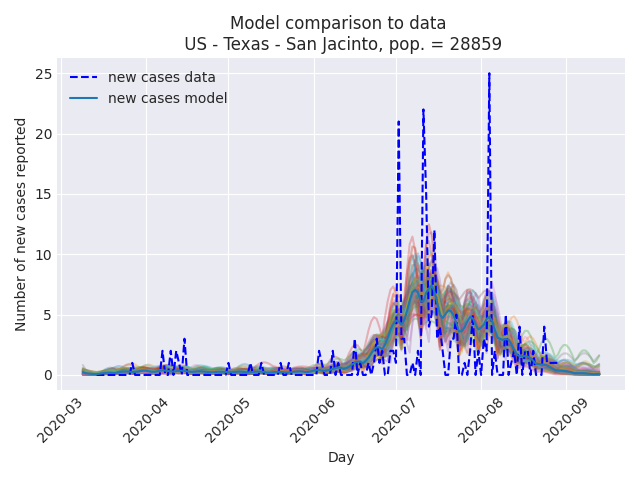 Model comparison to data
US - Texas - San Jacinto, pop. = 28859
new cases data
new cases model
Number of new cases reported
25
20
15
10
5
0
2020-03
2020-04
2020-05
2020-06
2020-07
2020-08
2020-09
Day